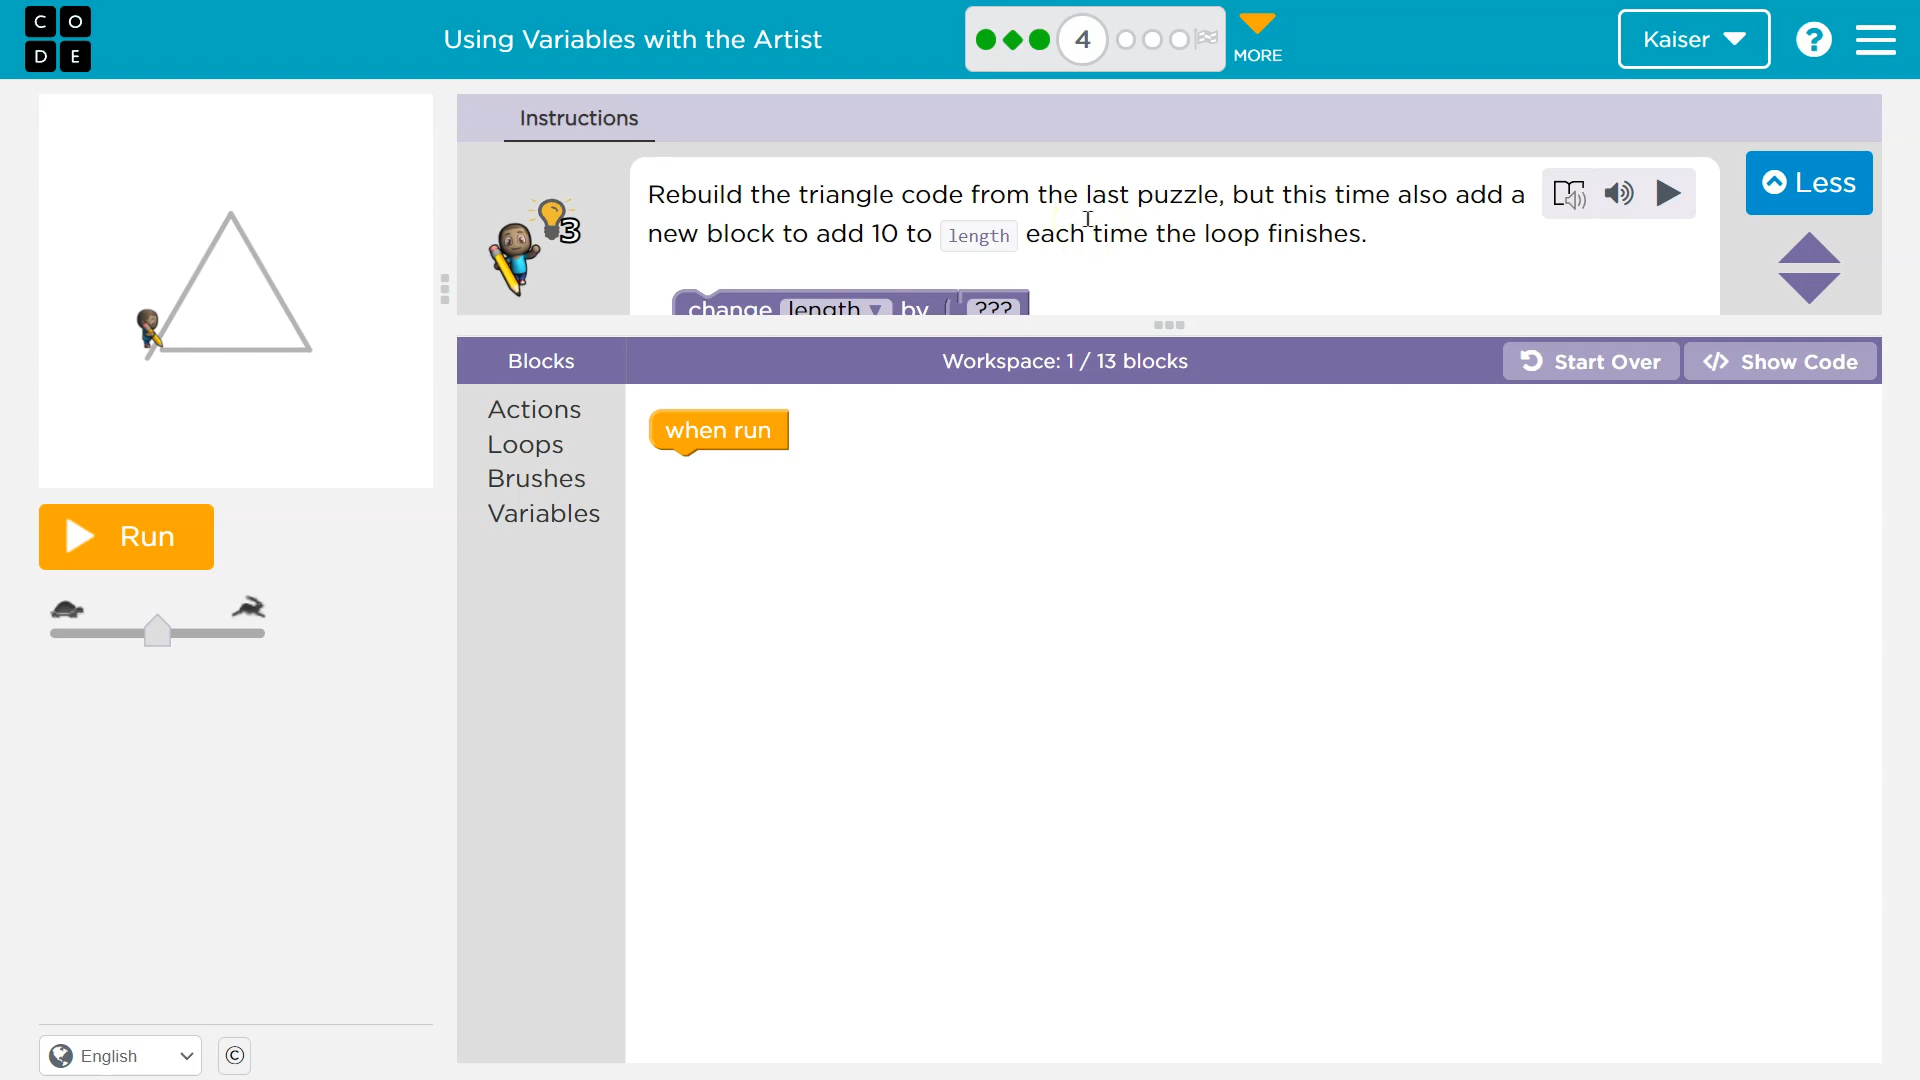 C O
D E
Using Variables with the Artist
4
MORE
Kaiser
?
Instructions
3
Rebuild the triangle code from the last puzzle, but this time also add a
new block to add 10 to length each time the loop finishes.
Less
change length by ???
Blocks
Workspace: 1 / 13 blocks
Start Over
</> Show Code
Actions
Loops
Brushes
Variables
when run
Run
English
©